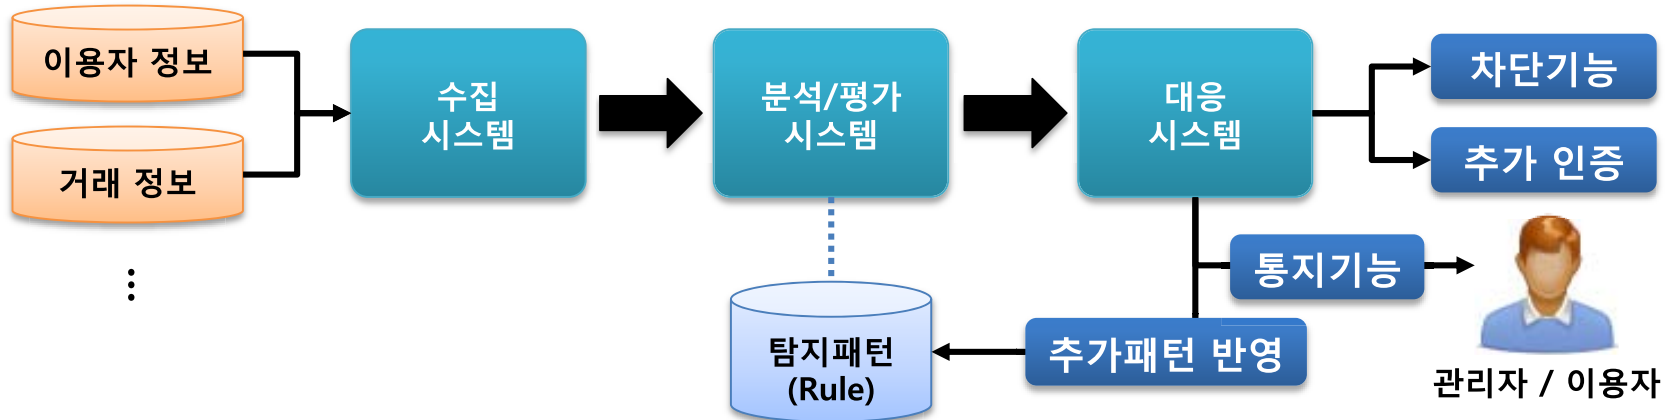 이용자 정보
거래 정보
⋮
수집
시스템
분석/평가
시스템
대응
시스템
차단기능
추가 인증
통지기능
추가패턴 반영
탐지패턴
(Rule)
관리자 / 이용자